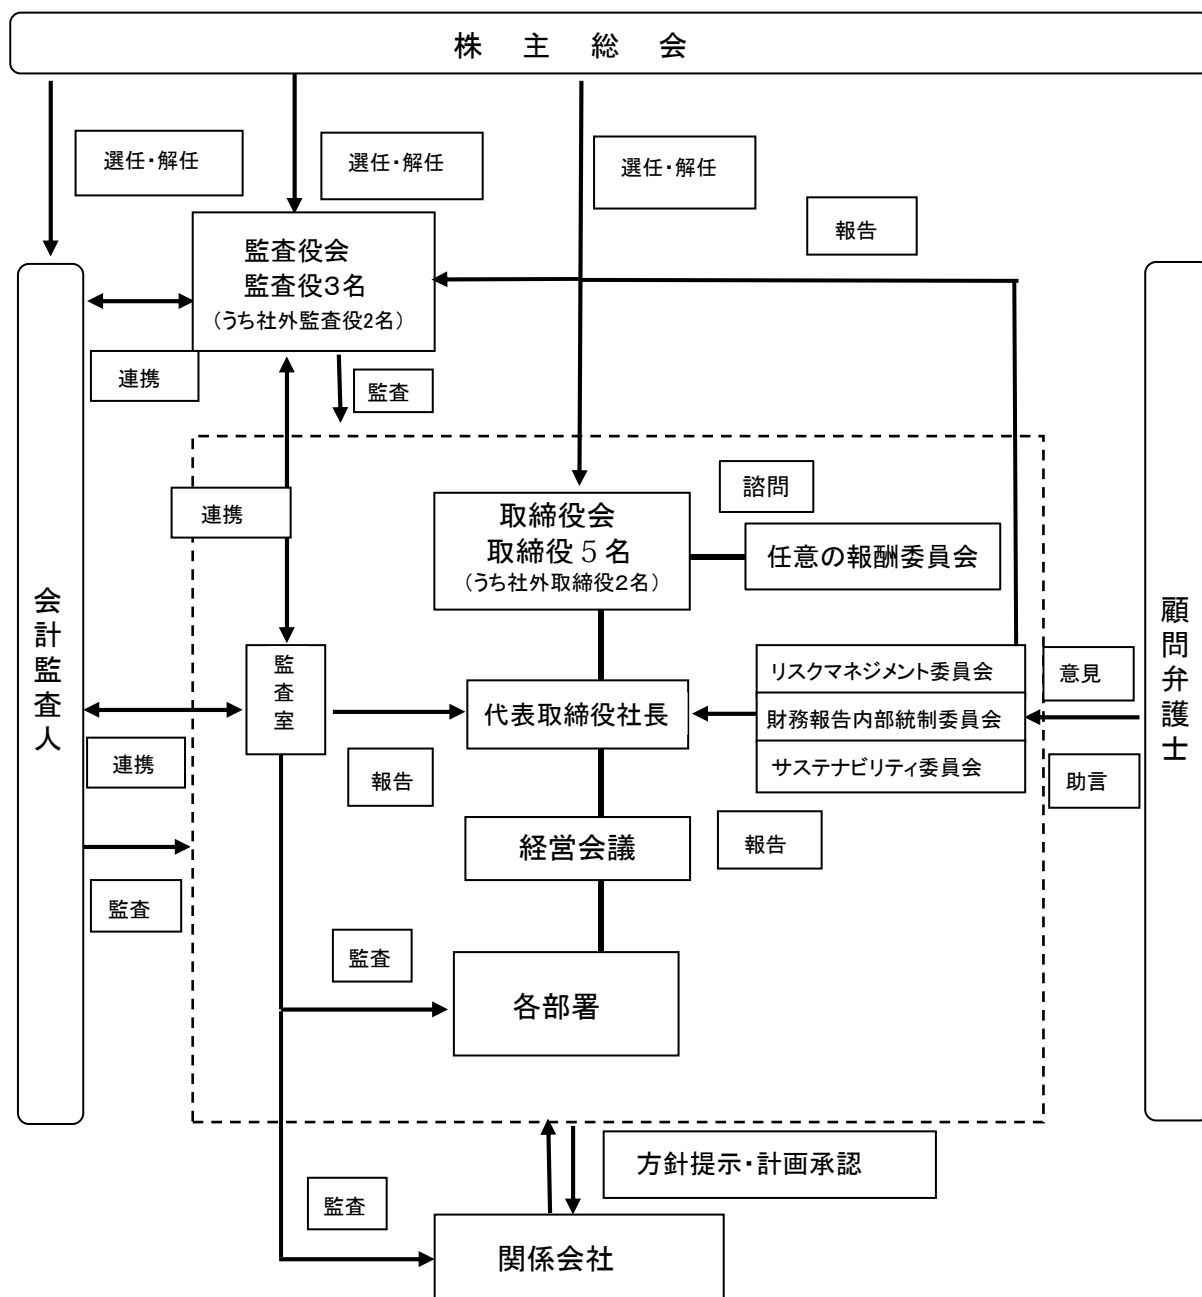 株 主 総 会
選任・解任
選任・解任
選任・解任
報告
監査役会
監査役3名
(うち社外監査役2名)
連携
監査
連携
諮問
取締役会
取締役５名
(うち社外取締役2名)
任意の報酬委員会
会計監査人
顧問弁護士
監査室
代表取締役社長
リスクマネジメント委員会
財務報告内部統制委員会
サステナビリティ委員会
意見
助言
連携
報告
報告
経営会議
監査
監査
各部署
方針提示・計画承認
監査
関係会社